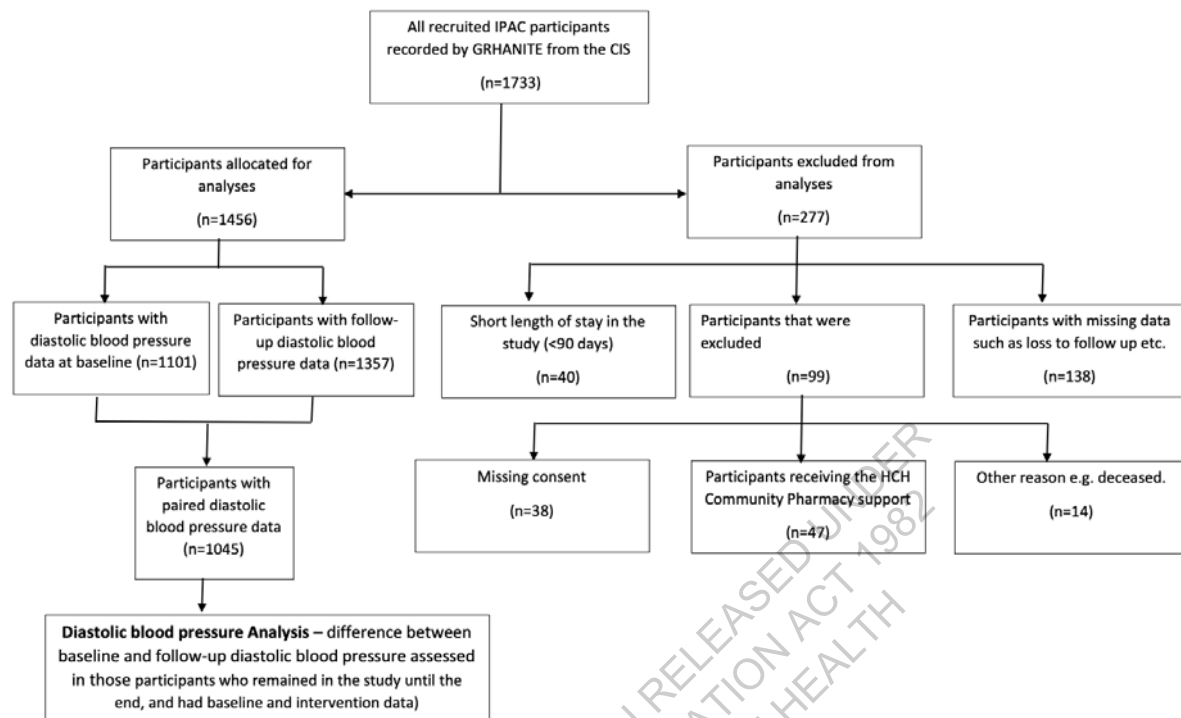 All recruited IPAC participants
recorded by GRHANITE from the CIS
(n=1733)
Participants allocated for
analyses
(n=1456)
Participants excluded from
analyses
(n=277)
Participants with
diastolic blood pressure
data at baseline (n=1101)
Participants with follow-
up diastolic blood
pressure data (n=1357)
Short length of stay in the
study (<90 days)
(n=40)
Participants that were
excluded
(n=99)
Participants with missing data
such as loss to follow up etc.
(n=138)
Participants with
paired diastolic
blood pressure data
(n=1045)
Missing consent
(n=38)
Participants receiving the HCH
Community Pharmacy support
(n=47)
Other reason e.g. deceased.
(n=14)
Diastolic blood pressure Analysis – difference between
baseline and follow-up diastolic blood pressure assessed
in those participants who remained in the study until the
end, and had baseline and intervention data)
RELEASED UNDER
ATION ACT 1982
HEALTH